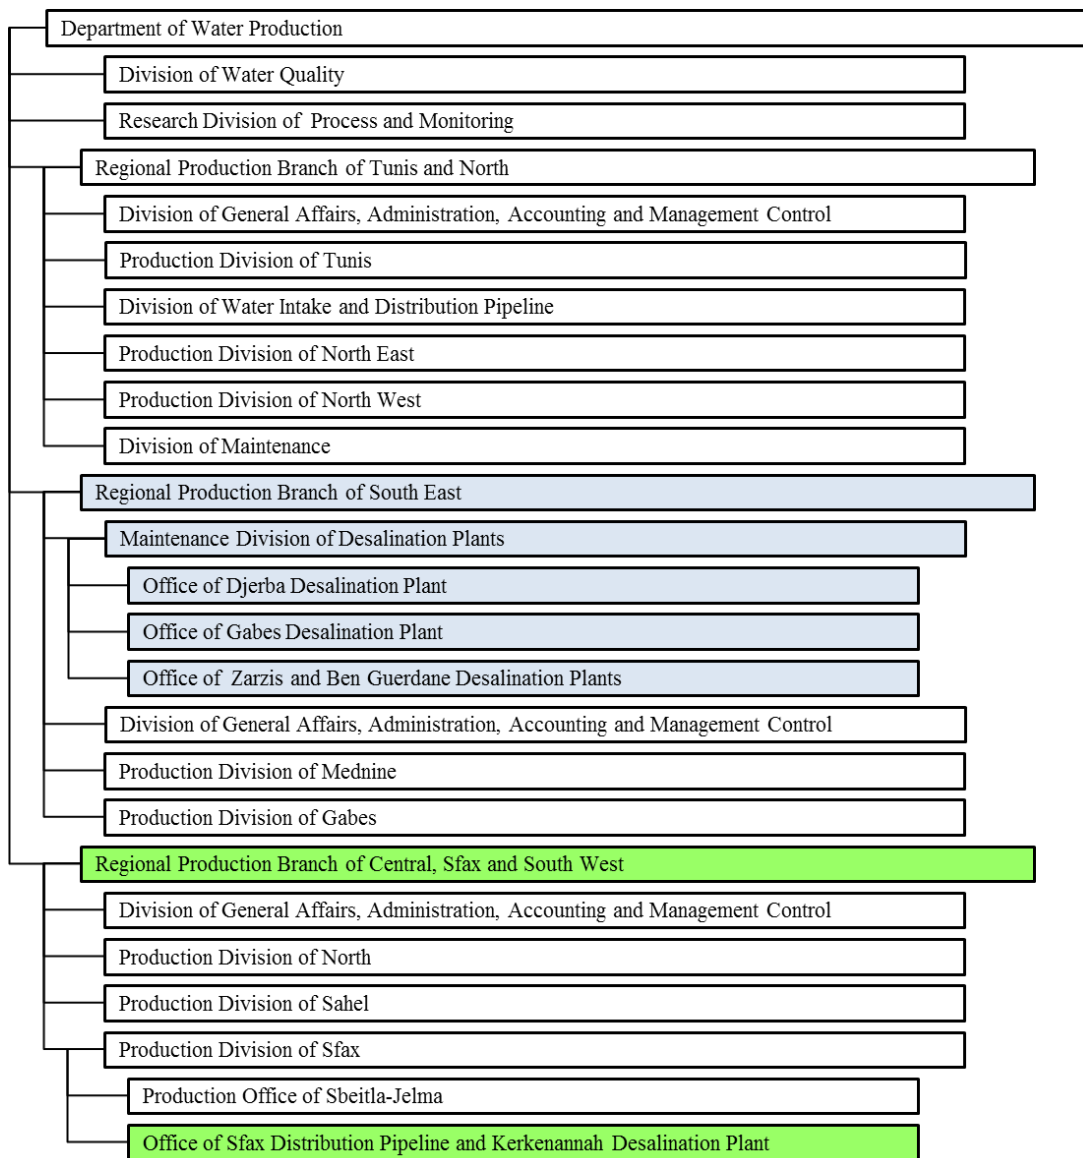 Department of Water Production
Division of Water Quality
Research Division of Process and Monitoring
Regional Production Branch of Tunis and North
Division of General Affairs, Administration, Accounting and Management Control
Production Division of Tunis
Division of Water Intake and Distribution Pipeline
Production Division of North East
Production Division of North West
Division of Maintenance
Regional Production Branch of South East
Maintenance Division of Desalination Plants
Office of Djerba Desalination Plant
Office of Gabes Desalination Plant
Office of Zarzis and Ben Guerdane Desalination Plants
Division of General Affairs, Administration, Accounting and Management Control
Production Division of Mednine
Production Division of Gabes
Regional Production Branch of Central, Sfax and South West
Division of General Affairs, Administration, Accounting and Management Control
Production Division of North
Production Division of Sahel
Production Division of Sfax
Production Office of Sbeitla-Jelma
Office of Sfax Distribution Pipeline and Kerkenannah Desalination Plant